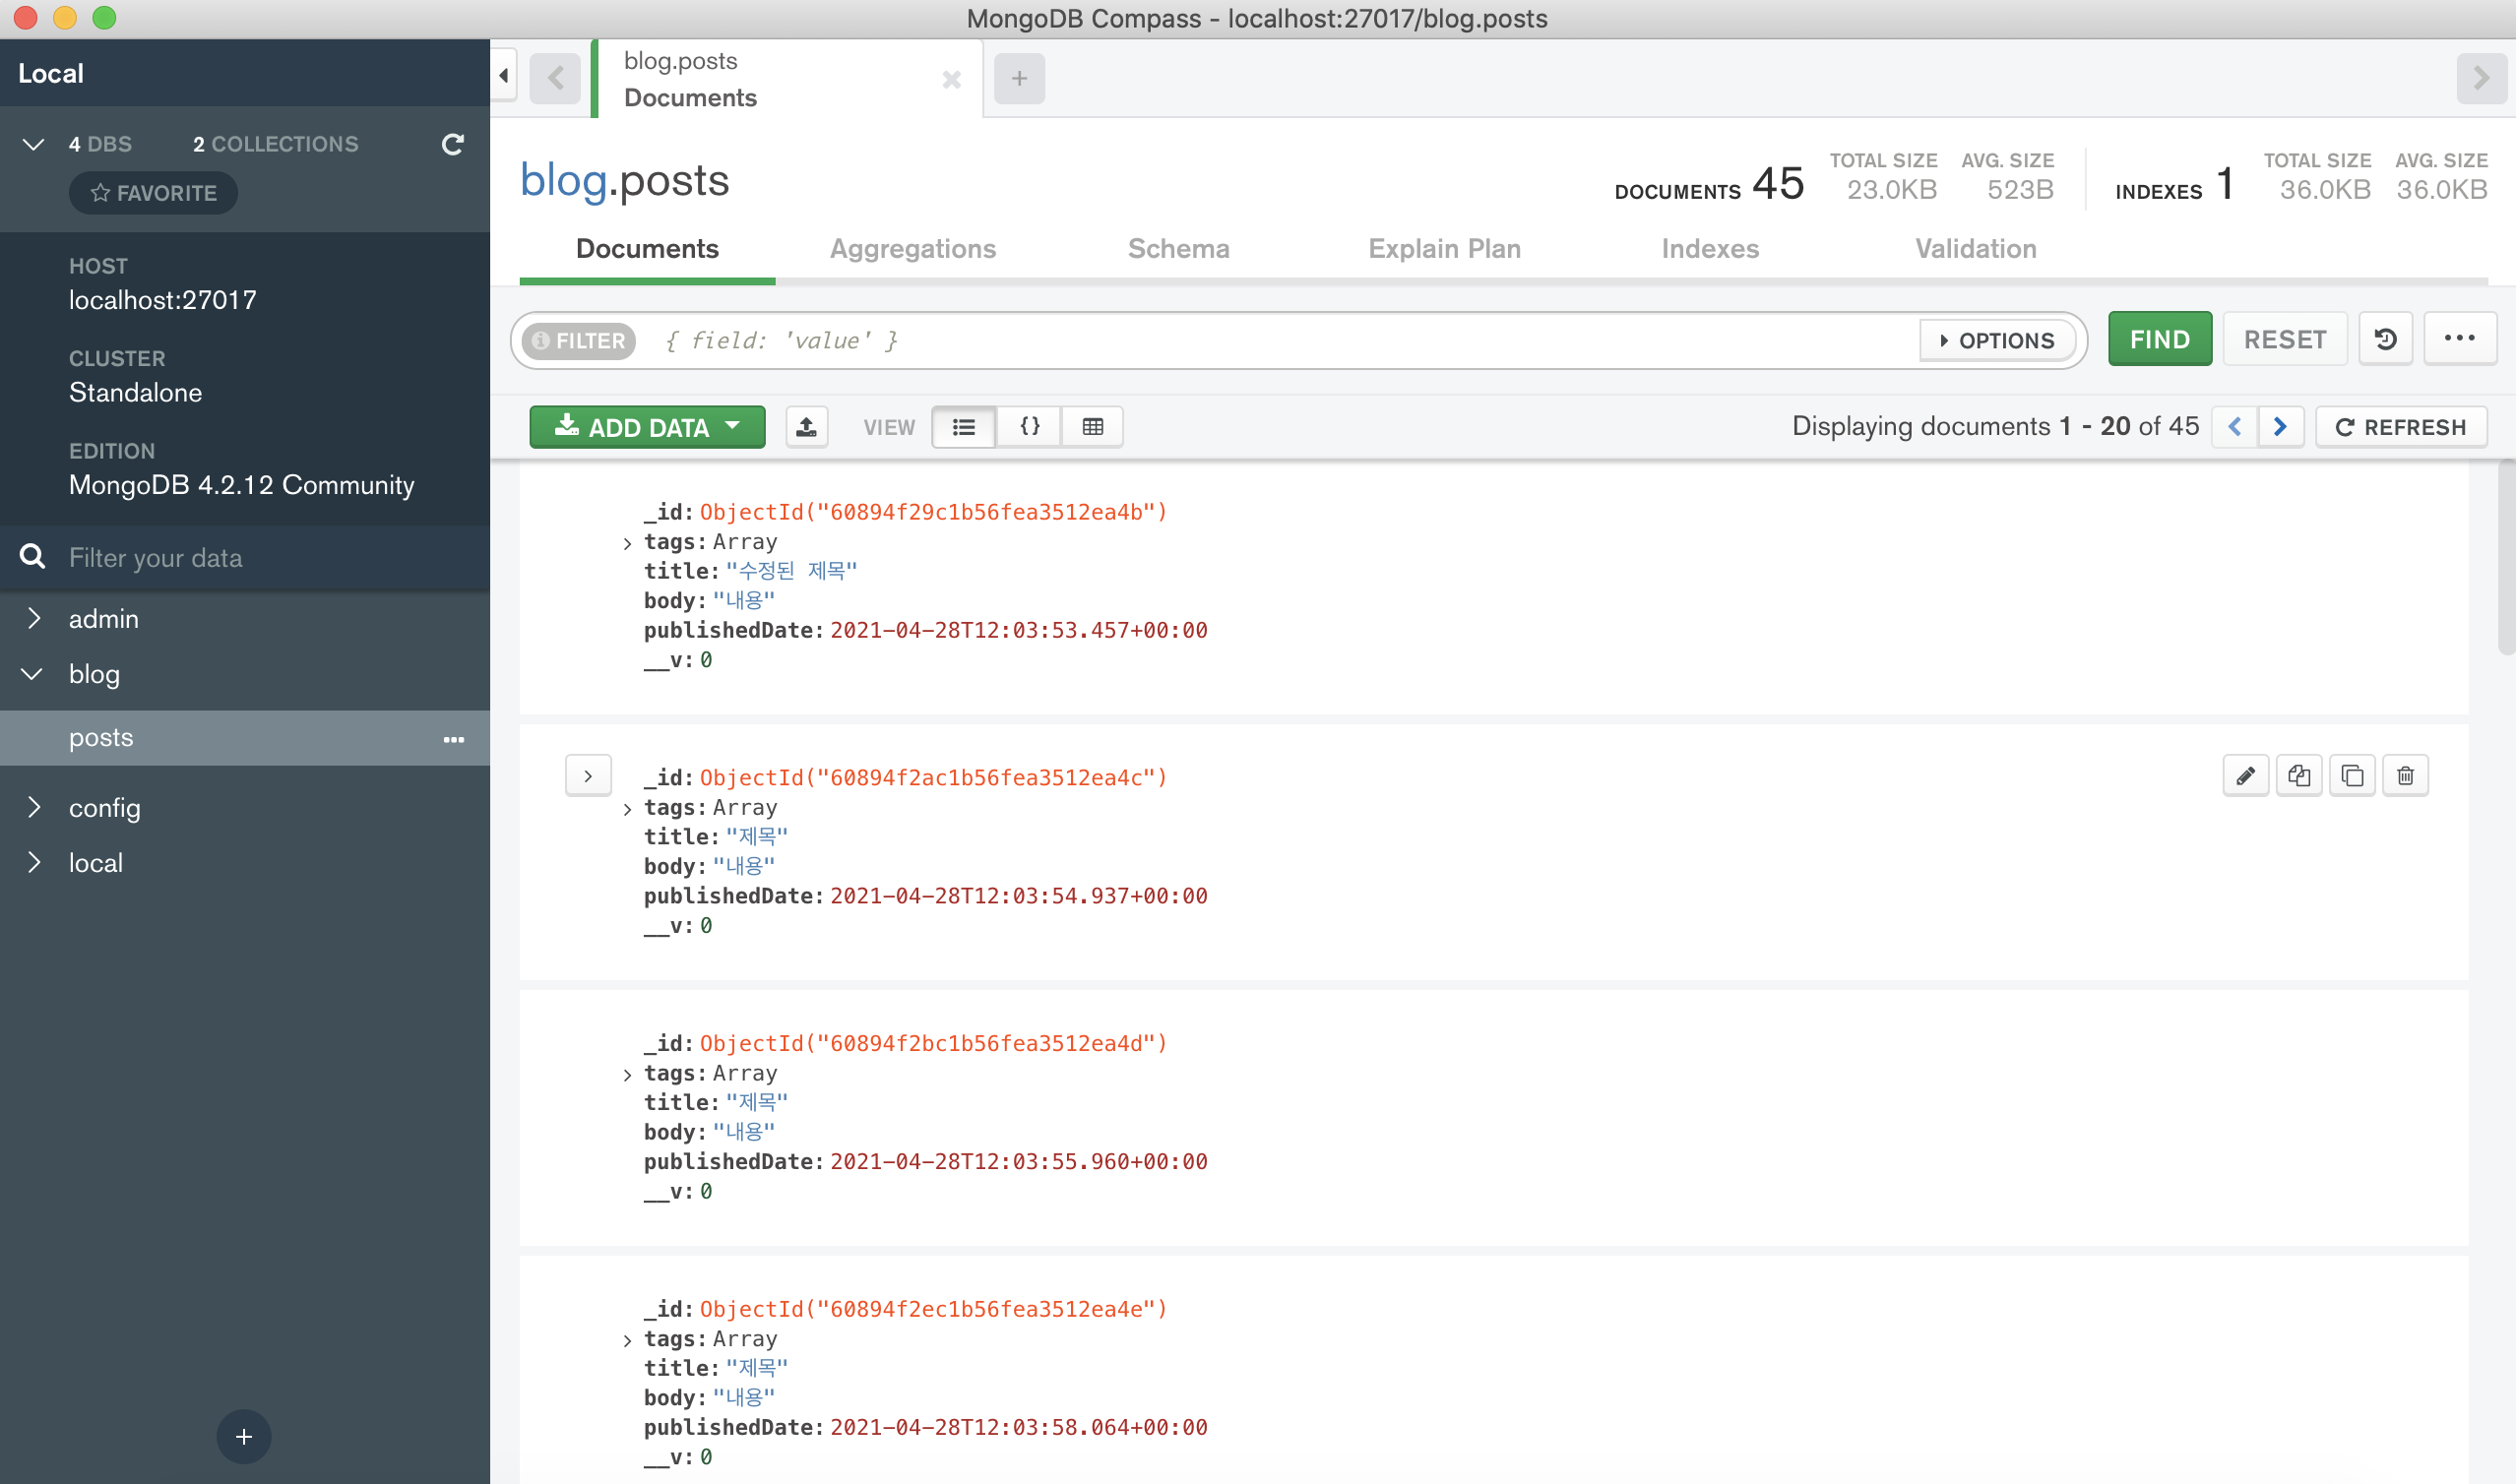 MongoDB Compass - localhost:27017/blog.posts
Local
4 DBS 2 COLLECTIONS
FAVORITE
HOST
localhost:27017
CLUSTER
Standalone
EDITION
MongoDB 4.2.12 Community
Filter your data
admin
blog
posts
config
local
blog.posts
Documents
blog.posts
DOCUMENTS 45 TOTAL SIZE 23.0KB AVG. SIZE 523B
INDEXES 1 TOTAL SIZE 36.0KB AVG. SIZE 36.0KB
Documents Aggregations Schema Explain Plan Indexes Validation
FILTER { field: 'value' } OPTIONS FIND RESET
ADD DATA VIEW Displaying documents 1 - 20 of 45 REFRESH
_id: ObjectId("60894f29c1b56fea3512ea4b")
tags: Array
title: "수정된 제목"
body: "내용"
publishedDate: 2021-04-28T12:03:53.457+00:00
__v: 0
_id: ObjectId("60894f2ac1b56fea3512ea4c")
tags: Array
title: "제목"
body: "내용"
publishedDate: 2021-04-28T12:03:54.937+00:00
__v: 0
_id: ObjectId("60894f2bc1b56fea3512ea4d")
tags: Array
title: "제목"
body: "내용"
publishedDate: 2021-04-28T12:03:55.960+00:00
__v: 0
_id: ObjectId("60894f2ec1b56fea3512ea4e")
tags: Array
title: "제목"
body: "내용"
publishedDate: 2021-04-28T12:03:58.064+00:00
__v: 0